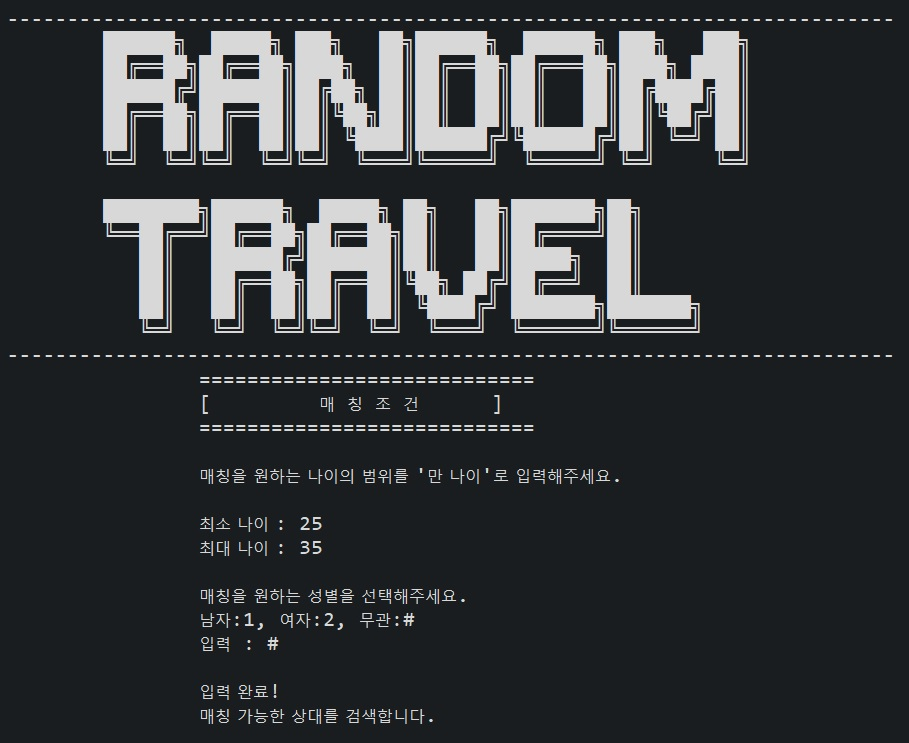 --------------------------------------------------------------------------
RANDOM
TRAVEL
--------------------------------------------------------------------------
============================
[ 매 칭 조 건 ]
============================
매칭을 원하는 나이의 범위를 '만 나이'로 입력해주세요.
최소 나이 : 25
최대 나이 : 35
매칭을 원하는 성별을 선택해주세요.
남자:1, 여자:2, 무관:#
입력 : #
입력 완료!
매칭 가능한 상대를 검색합니다.